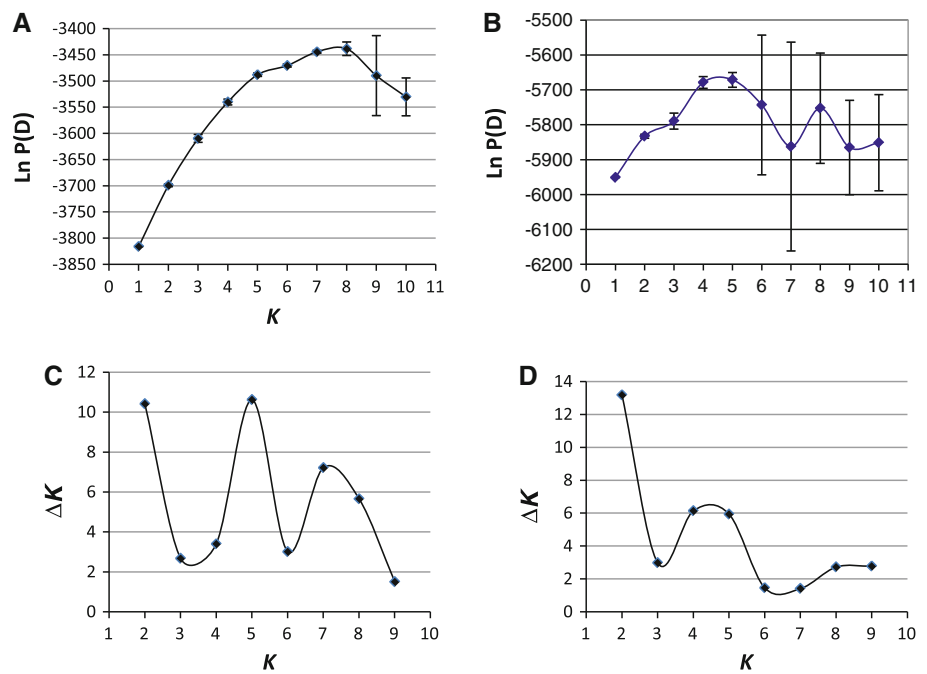 A
-3400
-3450
-3500
-3550
-3600
-3650
-3700
-3750
-3800
-3850
Ln P(D)
0 1 2 3 4 5 6 7 8 9 10 11
K
B
-5500
-5600
-5700
-5800
-5900
-6000
-6100
-6200
Ln P(D)
0 1 2 3 4 5 6 7 8 9 10 11
K
C
12
10
8
6
4
2
0
ΔK
1 2 3 4 5 6 7 8 9 10
K
D
14
12
10
8
6
4
2
0
ΔK
1 2 3 4 5 6 7 8 9 10
K